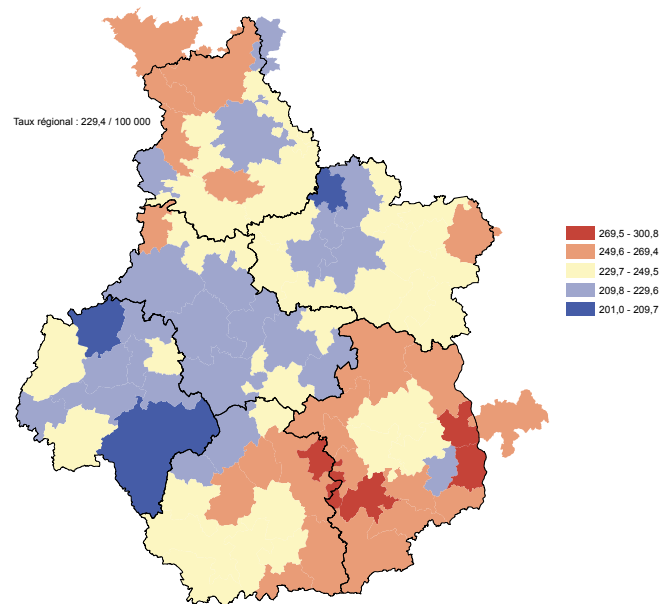 Taux régional : 229,4 / 100 000
269,5 - 300,8
249,6 - 269,4
229,7 - 249,5
209,8 - 229,6
201,0 - 209,7